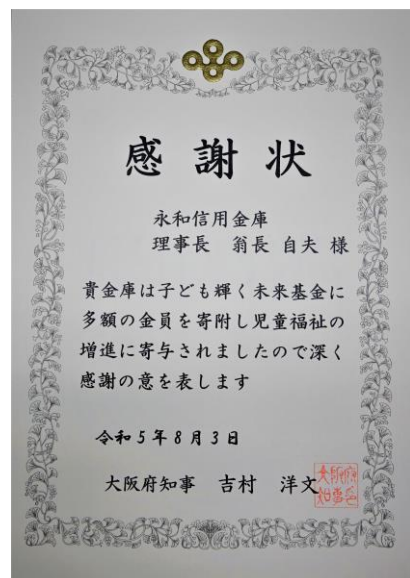 感謝状
永和信用金庫
理事長 翁長 自夫 様
貴金庫は子ども輝く未来基金に
多額の金員を寄附し児童福祉の
増進に寄与されましたので深く
感謝の意を表します
令和5年8月3日
大阪府知事 吉村 洋文